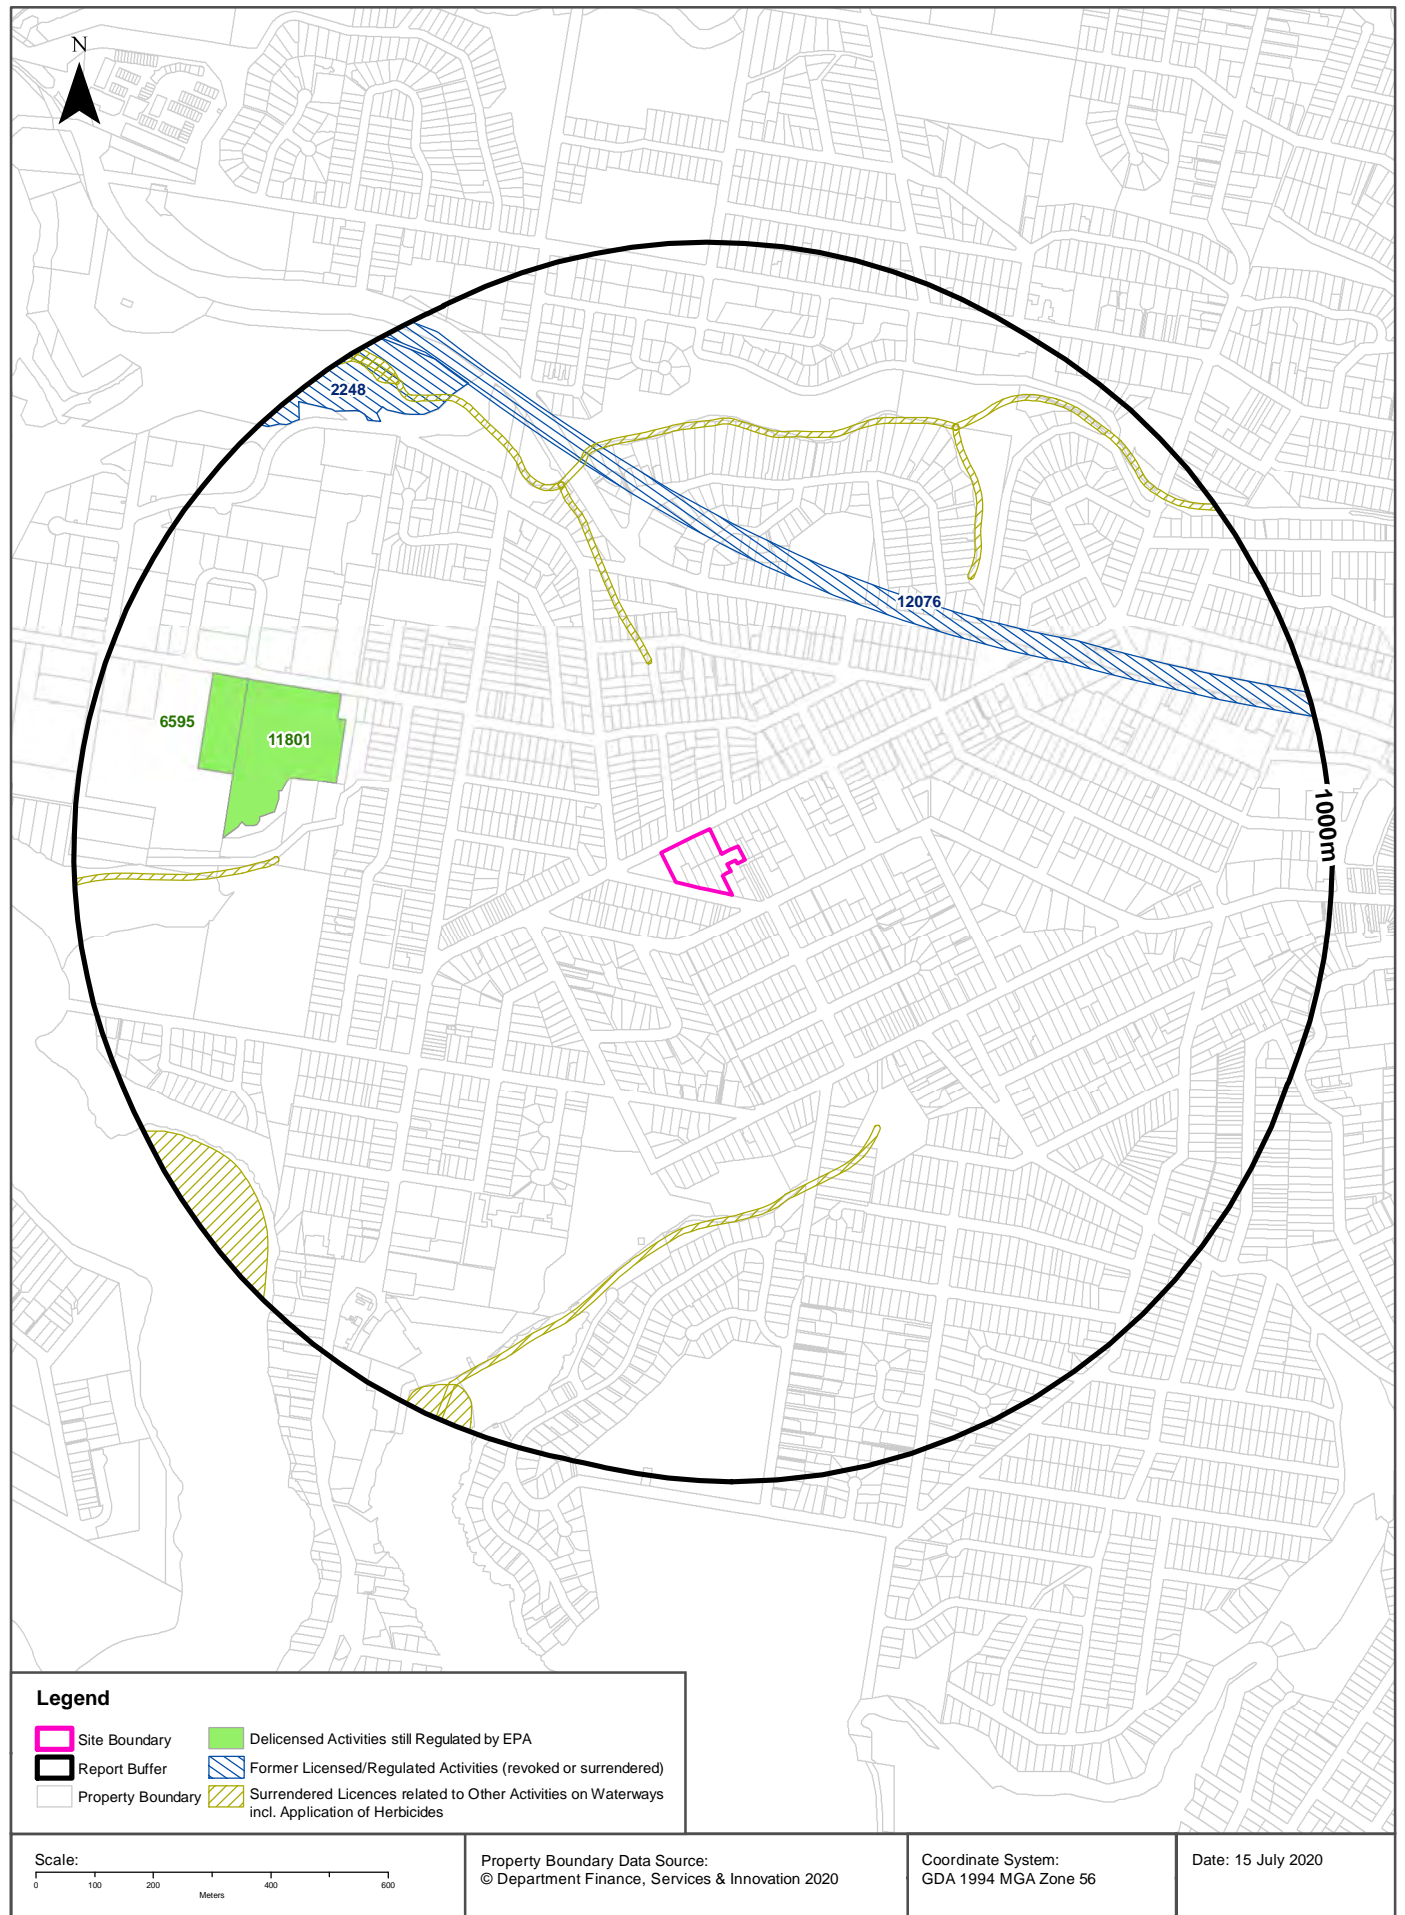 N
2248
12076
6595
11801
1000m
Legend
Site Boundary
Report Buffer
Property Boundary
Delicensed Activities still Regulated by EPA
Former Licensed/Regulated Activities (revoked or surrendered)
Surrendered Licences related to Other Activities on Waterways
incl. Application of Herbicides
Scale:
0 100 200 400 600
Meters
Property Boundary Data Source:
© Department Finance, Services & Innovation 2020
Coordinate System:
GDA 1994 MGA Zone 56
Date: 15 July 2020